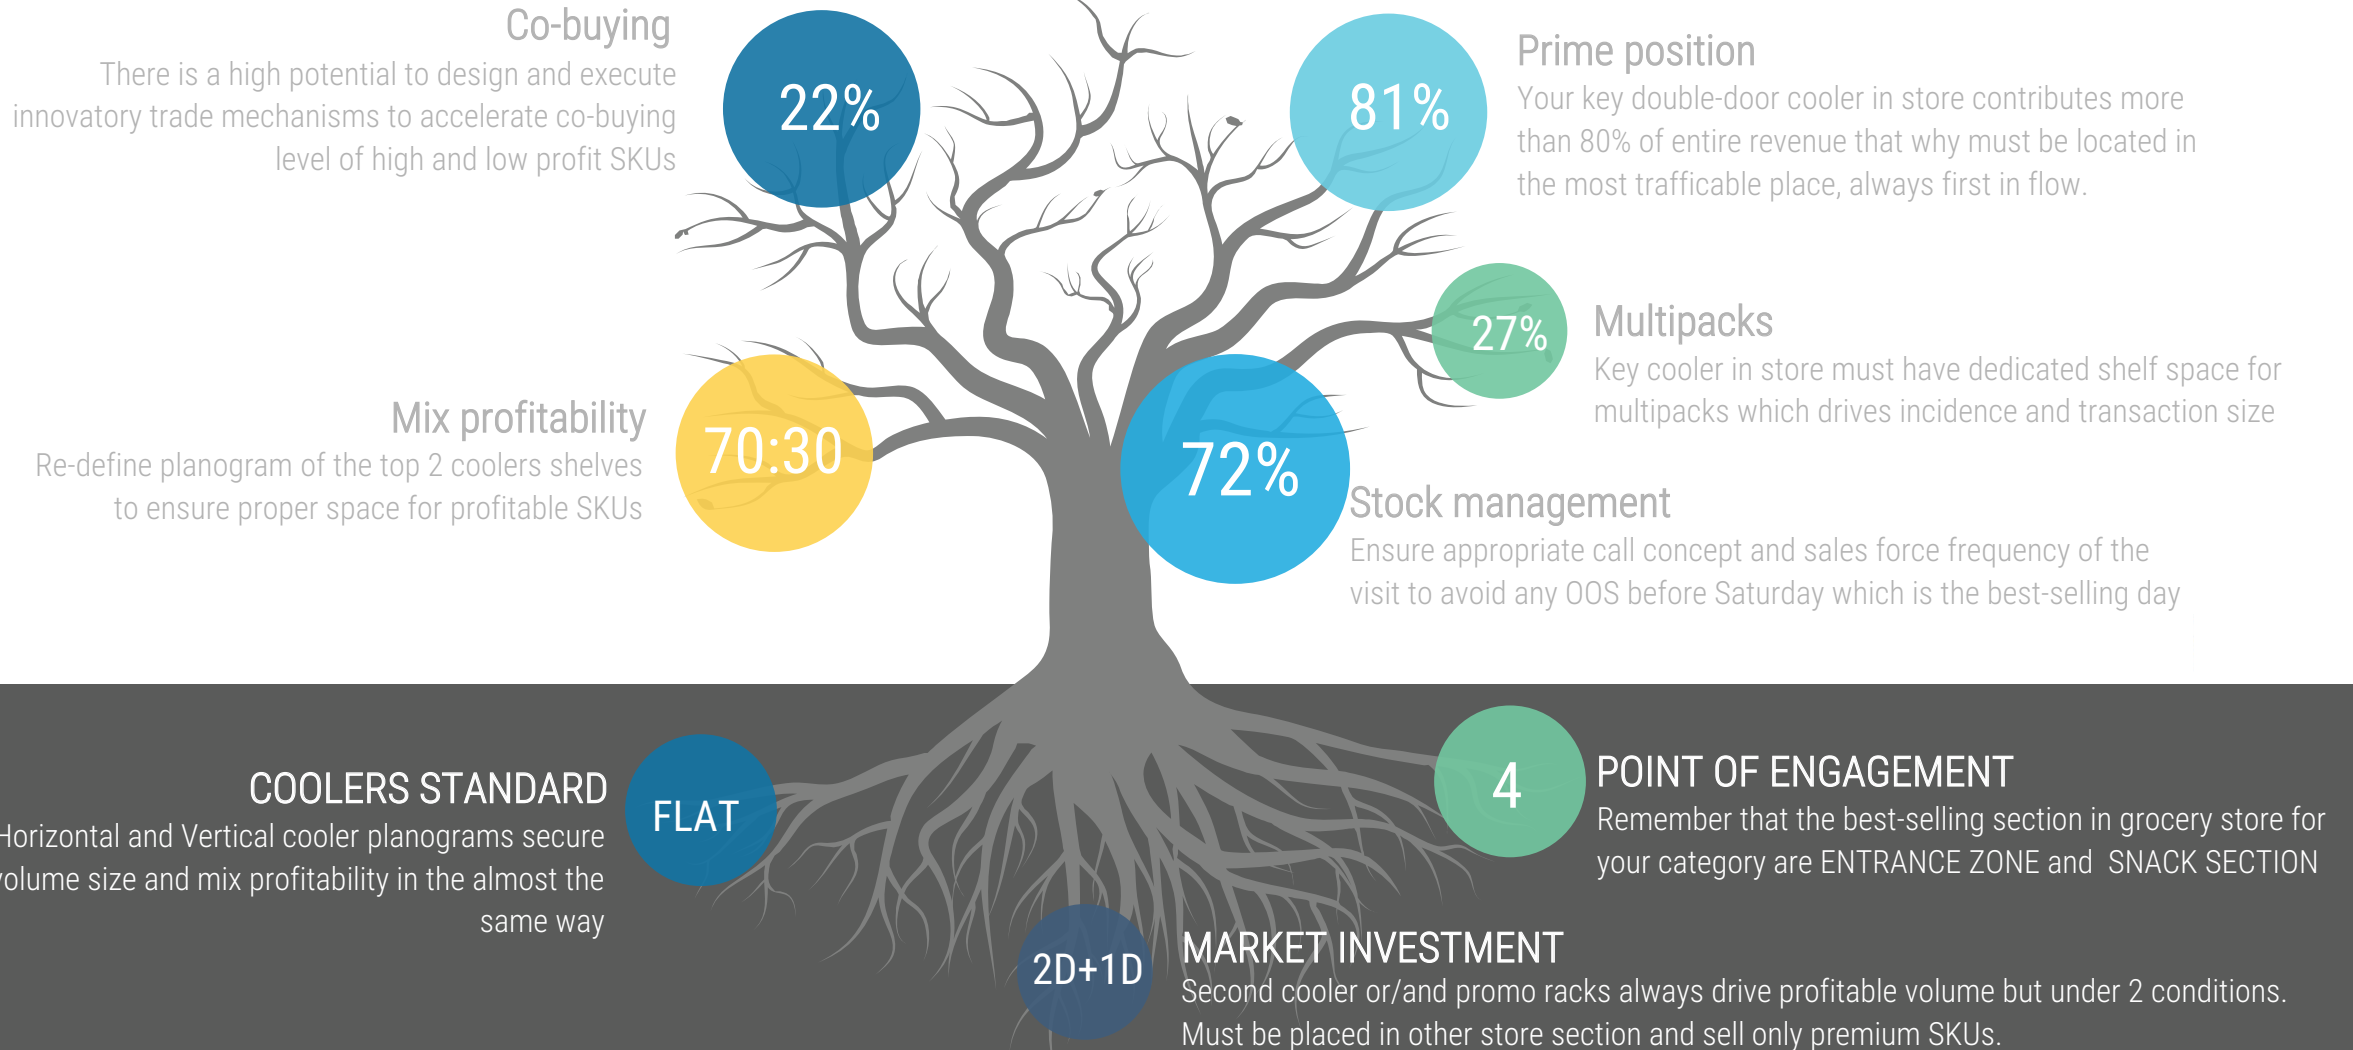 Co-buying
There is a high potential to design and execute
innovatory trade mechanisms to accelerate co-buying
level of high and low profit SKUs
22%
81%
Prime position
Your key double-door cooler in store contributes more
than 80% of entire revenue that why must be located in
the most trafficable place, always first in flow.
27%
Multipacks
Key cooler in store must have dedicated shelf space for
multipacks which drives incidence and transaction size
Mix profitability
Re-define planogram of the top 2 coolers shelves
to ensure proper space for profitable SKUs
70:30
72%
Stock management
Ensure appropriate call concept and sales force frequency of the
visit to avoid any OOS before Saturday which is the best-selling day
COOLERS STANDARD
Horizontal and Vertical cooler planograms secure
volume size and mix profitability in the almost the
same way
FLAT
4
POINT OF ENGAGEMENT
Remember that the best-selling section in grocery store for
your category are ENTRANCE ZONE and  SNACK SECTION
2D+1D
MARKET INVESTMENT
Second cooler or/and promo racks always drive profitable volume but under 2 conditions.
Must be placed in other store section and sell only premium SKUs.